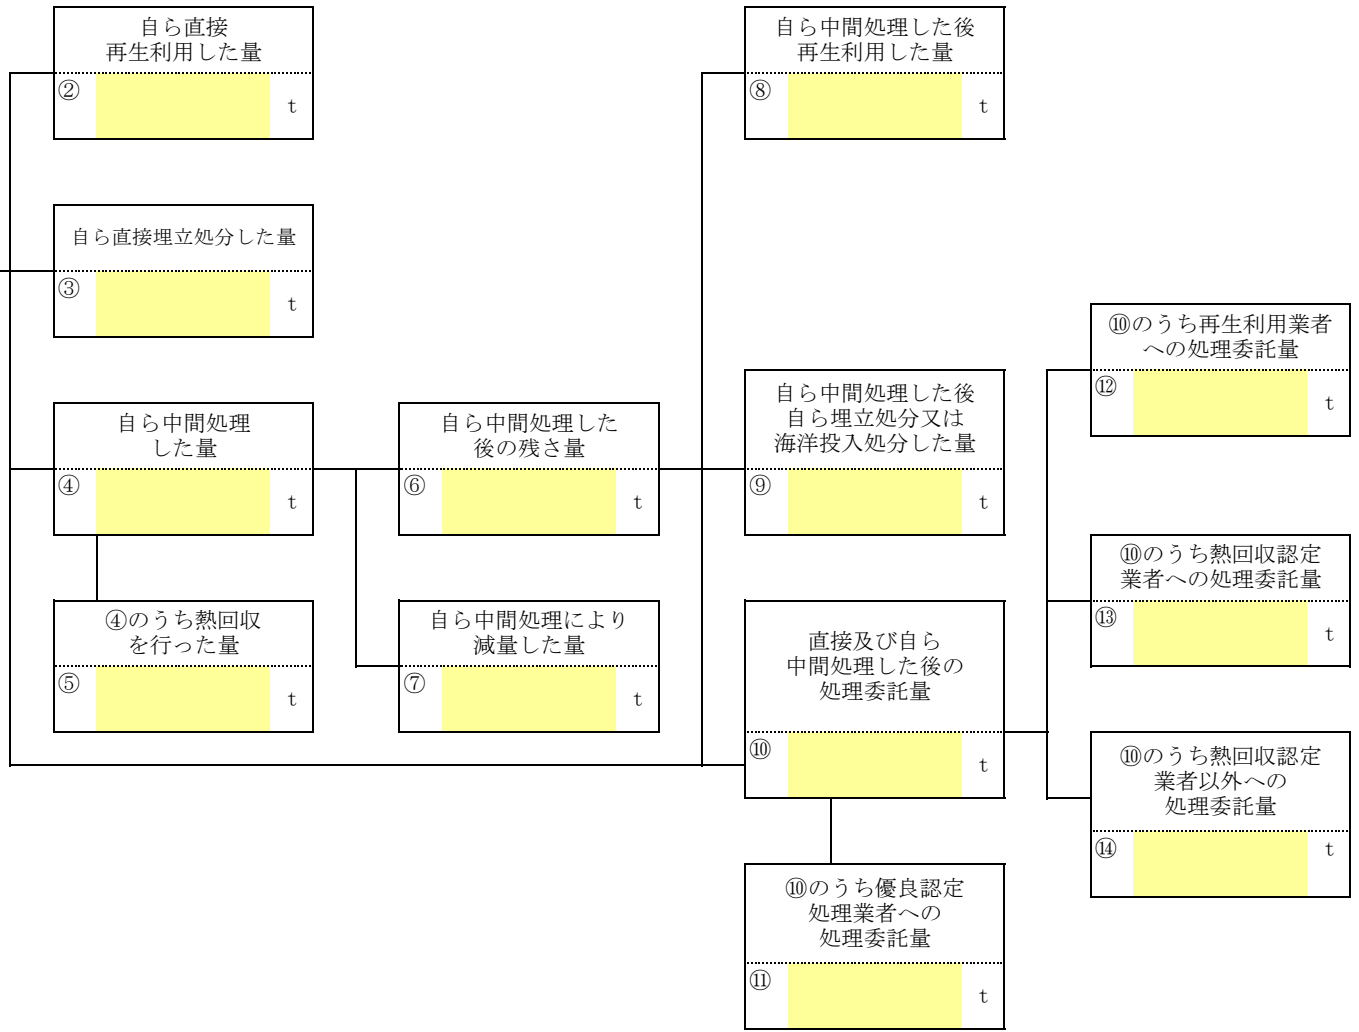 自ら直接
再生利用した量
②
t
自ら中間処理した後
再生利用した量
⑧
t
自ら直接埋立処分した量
③
t
⑩のうち再生利用業者
への処理委託量
⑫
t
自ら中間処理
した量
④
t
自ら中間処理した
後の残さ量
⑥
t
自ら中間処理した後
自ら埋立処分又は
海洋投入処分した量
⑨
t
⑩のうち熱回収認定
業者への処理委託量
⑬
t
④のうち熱回収
を行った量
⑤
t
自ら中間処理により
減量した量
⑦
t
直接及び自ら
中間処理した後の
処理委託量
⑩
t
⑩のうち熱回収認定
業者以外への
処理委託量
⑭
t
⑩のうち優良認定
処理業者への
処理委託量
⑪
t